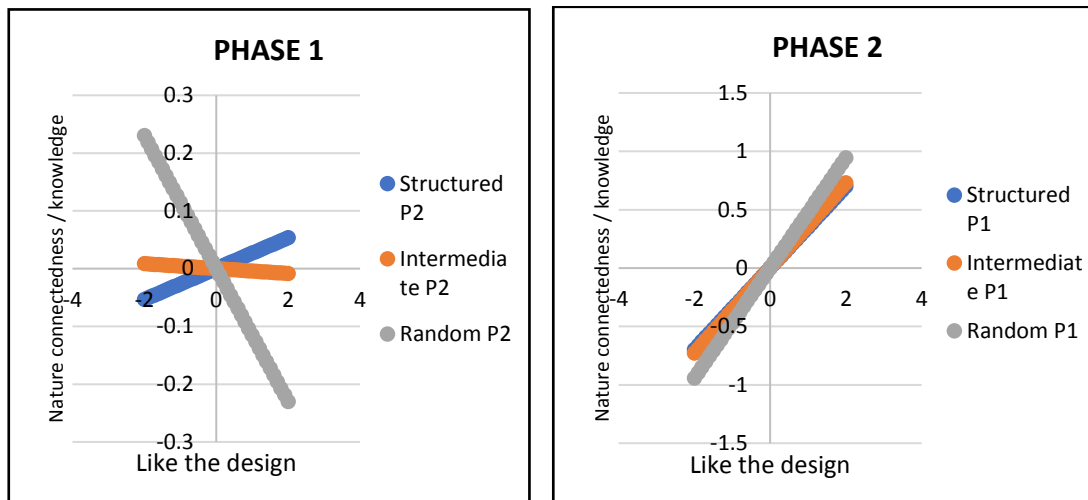 PHASE 1
Nature connectedness / knowledge
0.3
0.2
0.1
0
-0.1
-0.2
-0.3
-4
-2
0
2
4
Like the design
Structured
P2
Intermedia
te P2
Random P2
PHASE 2
Nature connectedness / knowledge
1.5
1
0.5
0
-0.5
-1
-1.5
-4
-2
0
2
4
Like the design
Structured
P1
Intermediat
e P1
Random P1